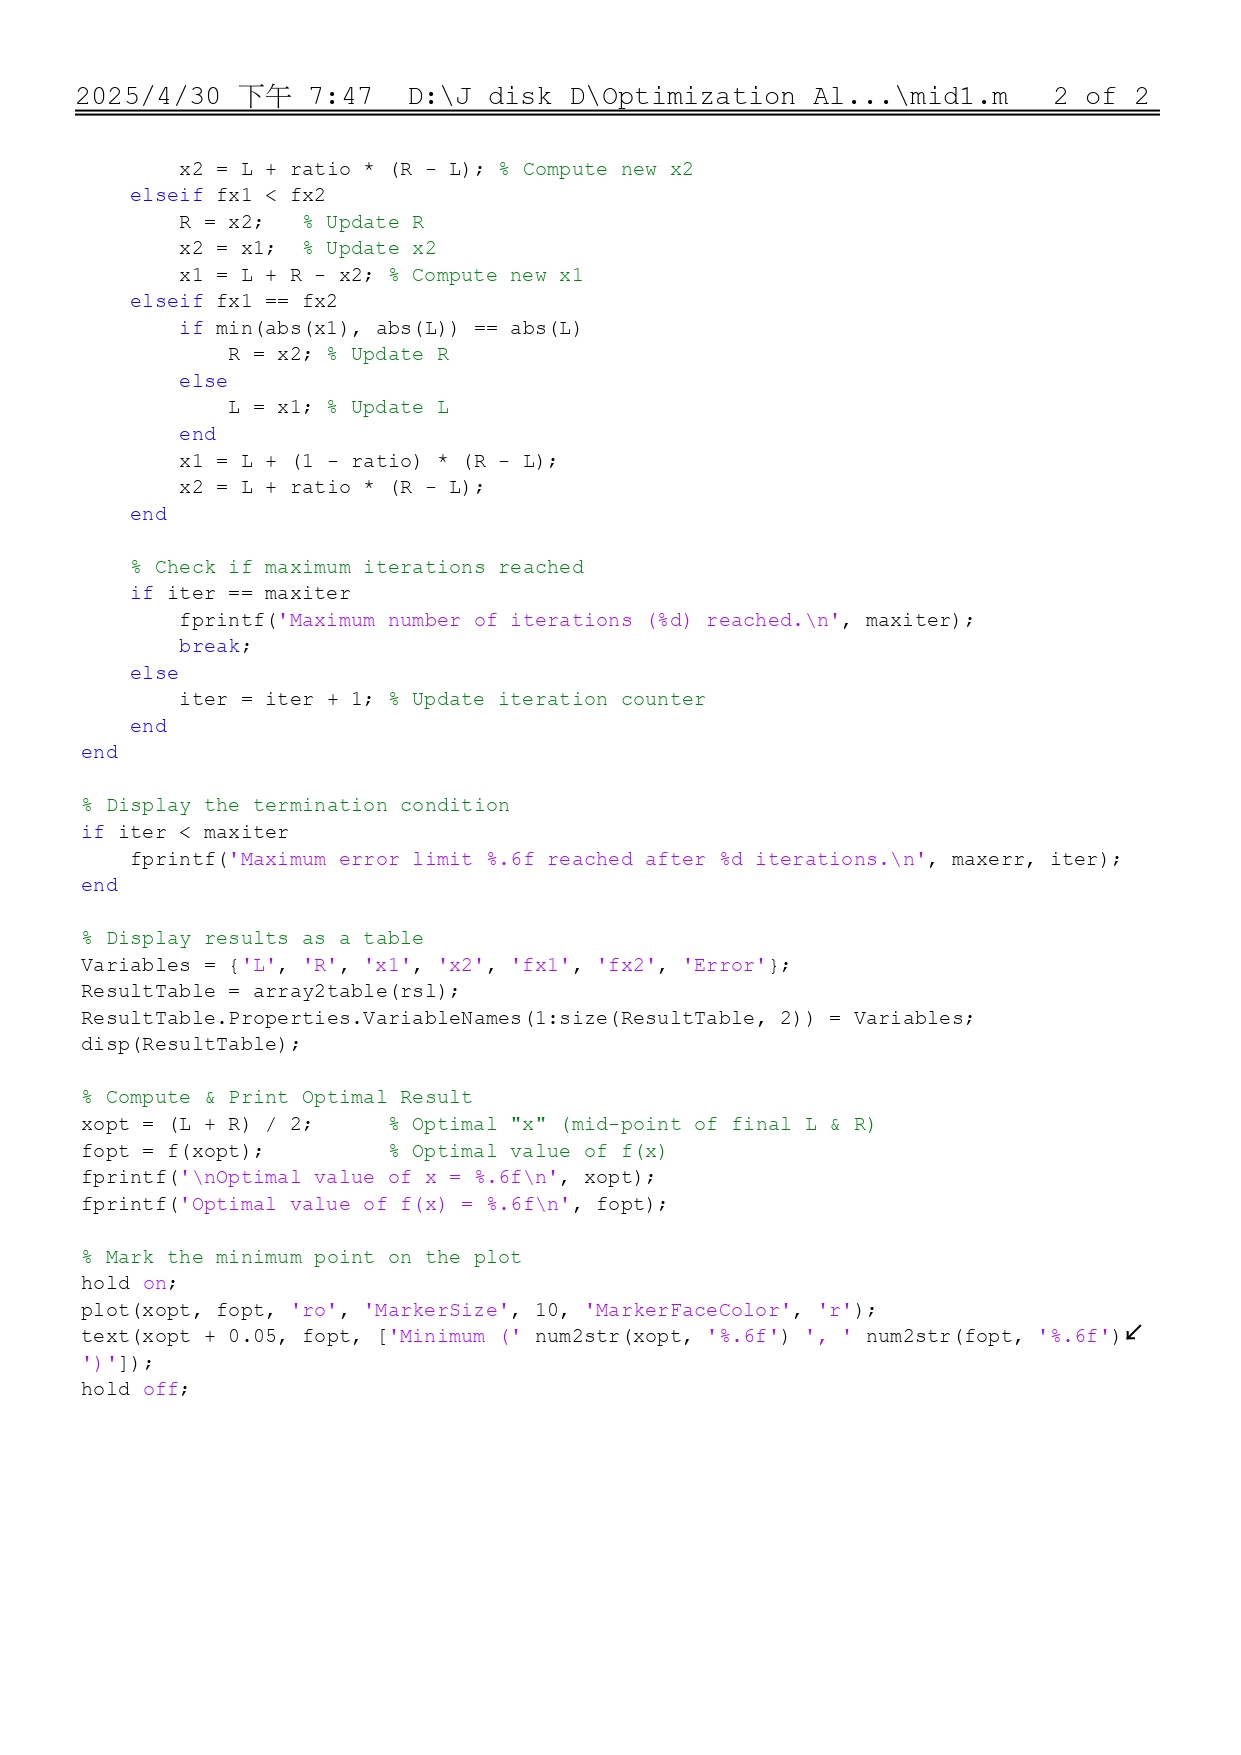 2025/4/30 下午 7:47 D:\J disk D\Optimization Al...\mid1.m 2 of 2
        x2 = L + ratio * (R - L); % Compute new x2
    elseif fx1 < fx2
        R = x2;   % Update R
        x2 = x1;  % Update x2
        x1 = L + R - x2; % Compute new x1
    elseif fx1 == fx2
        if min(abs(x1), abs(L)) == abs(L)
            R = x2; % Update R
        else
            L = x1; % Update L
        end
        x1 = L + (1 - ratio) * (R - L);
        x2 = L + ratio * (R - L);
    end
    % Check if maximum iterations reached
    if iter == maxiter
        fprintf('Maximum number of iterations (%d) reached.\n', maxiter);
        break;
    else
        iter = iter + 1; % Update iteration counter
    end
end
% Display the termination condition
if iter < maxiter
    fprintf('Maximum error limit %.6f reached after %d iterations.\n', maxerr, iter);
end
% Display results as a table
Variables = {'L', 'R', 'x1', 'x2', 'fx1', 'fx2', 'Error'};
ResultTable = array2table(rsl);
ResultTable.Properties.VariableNames(1:size(ResultTable, 2)) = Variables;
disp(ResultTable);
% Compute & Print Optimal Result
xopt = (L + R) / 2;      % Optimal "x" (mid-point of final L & R)
fopt = f(xopt);          % Optimal value of f(x)
fprintf('\nOptimal value of x = %.6f\n', xopt);
fprintf('Optimal value of f(x) = %.6f\n', fopt);
% Mark the minimum point on the plot
hold on;
plot(xopt, fopt, 'ro', 'MarkerSize', 10, 'MarkerFaceColor', 'r');
text(xopt + 0.05, fopt, ['Minimum (' num2str(xopt, '%.6f') ', ' num2str(fopt, '%.6f')↙
')']);
hold off;